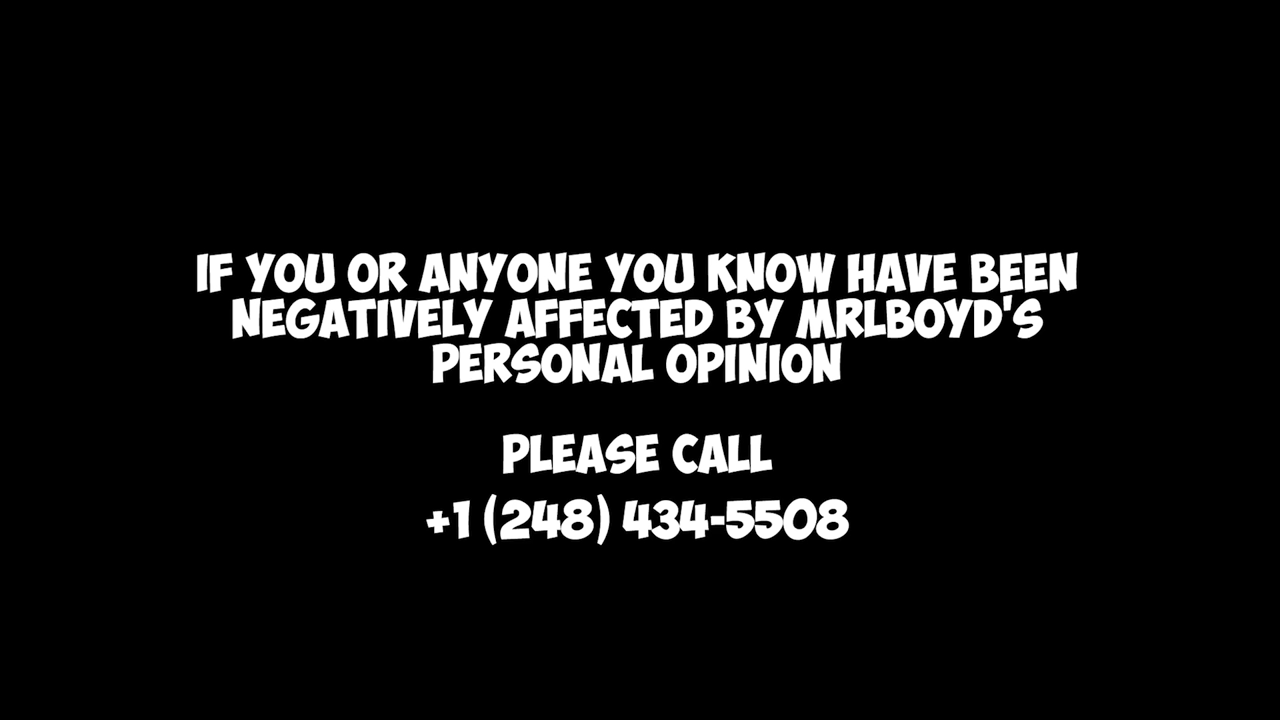 IF YOU OR ANYONE YOU KNOW HAVE BEEN
NEGATIVELY AFFECTED BY MRLBOYD'S
PERSONAL OPINION
PLEASE CALL
+1 (248) 434-5508